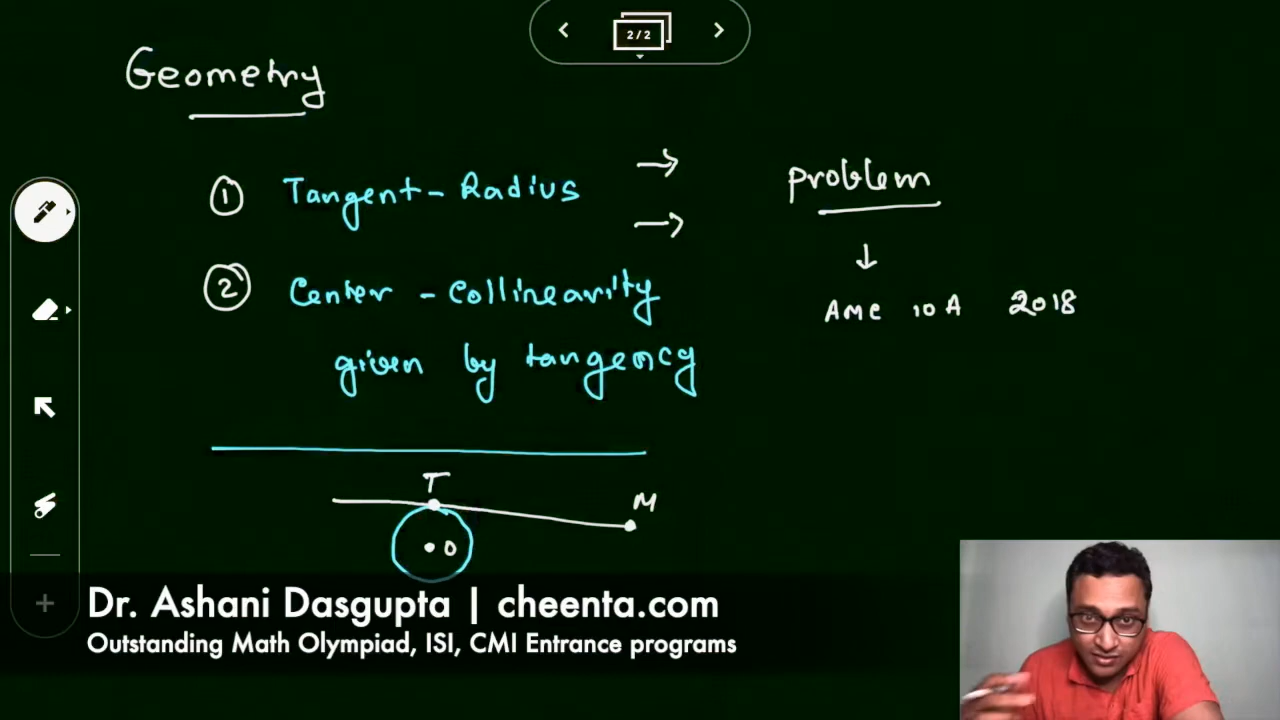 2/2
Geometry
① Tangent - Radius
② Center - Collinearity
given by tangency
problem
AMC 10 A 2018
T
M
O
Dr. Ashani Dasgupta | cheenta.com
Outstanding Math Olympiad, ISI, CMI Entrance programs